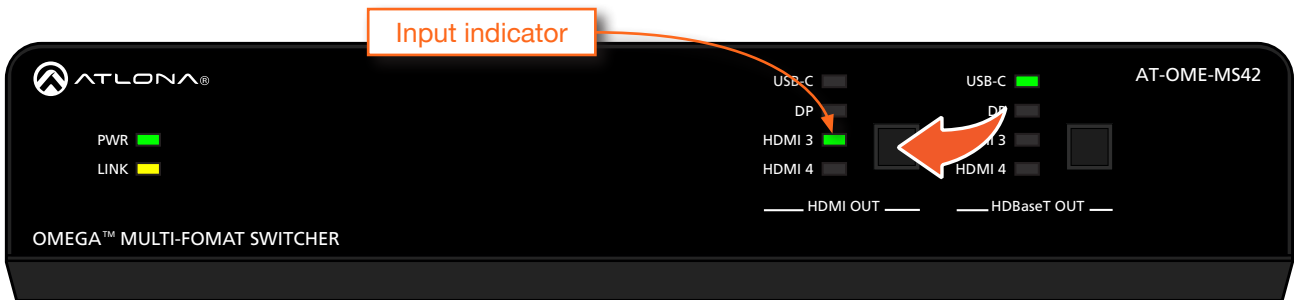 Input indicator
ATLONA®
AT-OME-MS42
USB-C
DP
HDMI 3
HDMI 4
HDMI OUT
USB-C
HDMI 4
HDBaseT OUT
PWR
LINK
OMEGA™ MULTI-FOMAT SWITCHER